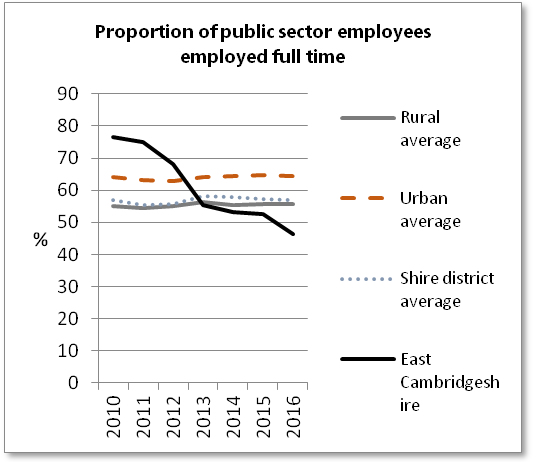 Proportion of public sector employees
employed full time
90
80
70
60
50
40
30
20
10
0
%
2010
2011
2012
2013
2014
2015
2016
Rural
average
Urban
average
Shire district
average
East
Cambridgesh
ire